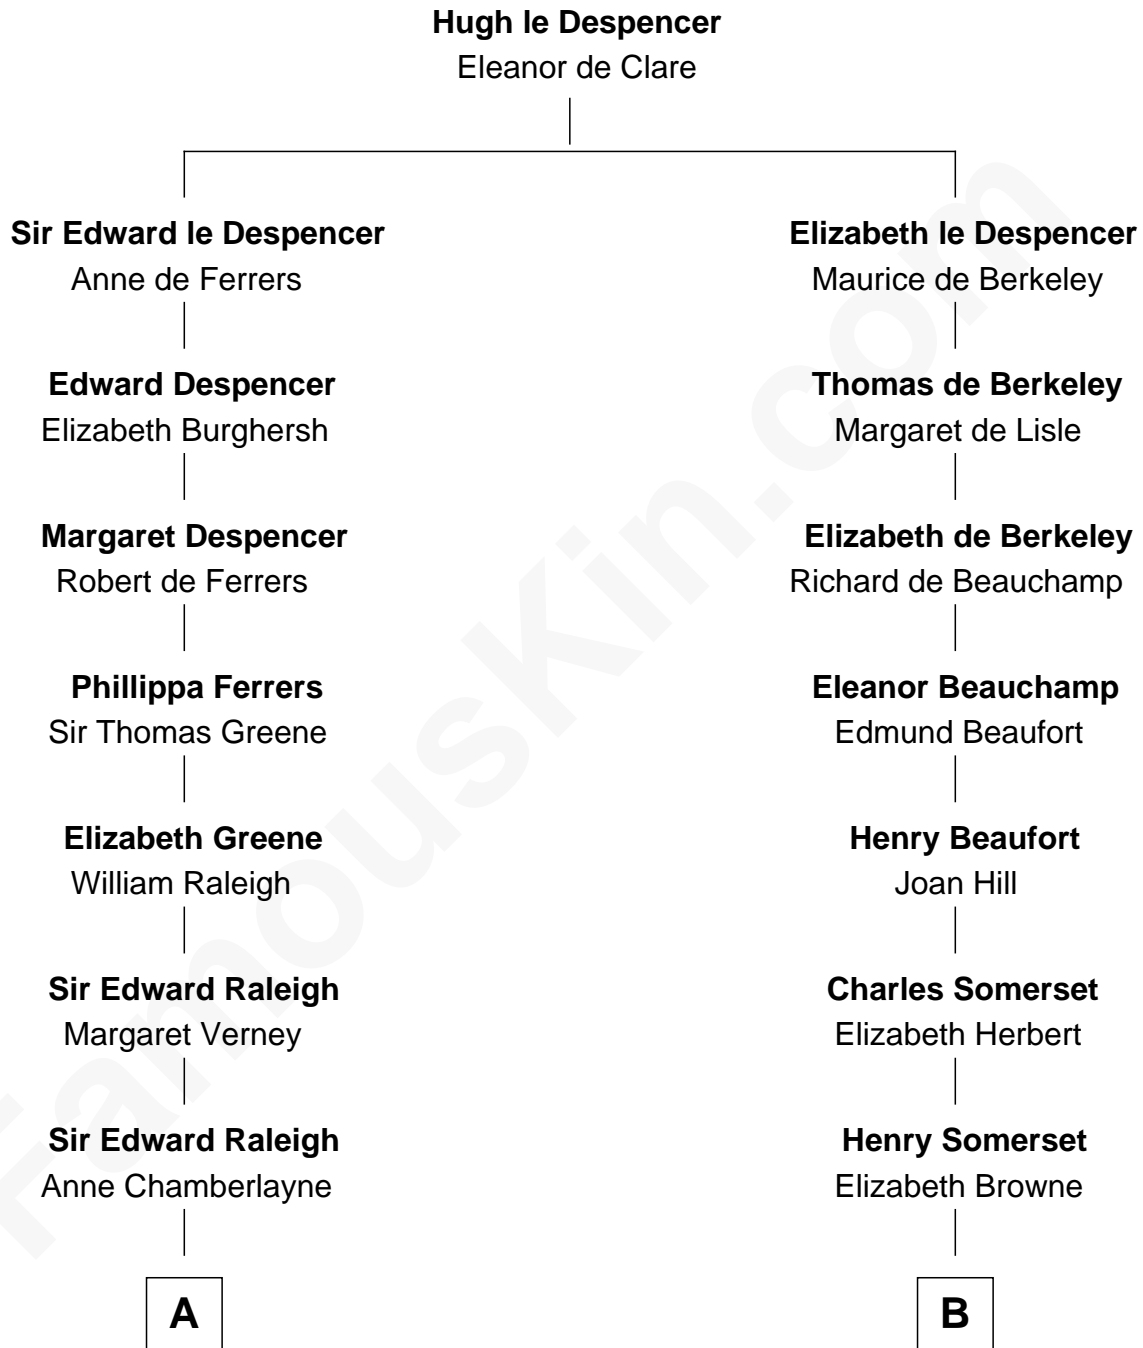 Hugh le Despencer
Eleanor de Clare
Sir Edward le Despencer
Anne de Ferrers
Elizabeth le Despencer
Maurice de Berkeley
Edward Despencer
Elizabeth Burghersh
Thomas de Berkeley
Margaret de Lisle
Margaret Despencer
Robert de Ferrers
Elizabeth de Berkeley
Richard de Beauchamp
Phillippa Ferrers
Sir Thomas Greene
Eleanor Beauchamp
Edmund Beaufort
Elizabeth Greene
William Raleigh
Henry Beaufort
Joan Hill
Sir Edward Raleigh
Margaret Verney
Charles Somerset
Elizabeth Herbert
Sir Edward Raleigh
Anne Chamberlayne
Henry Somerset
Elizabeth Browne
A
B
FamousKin.com